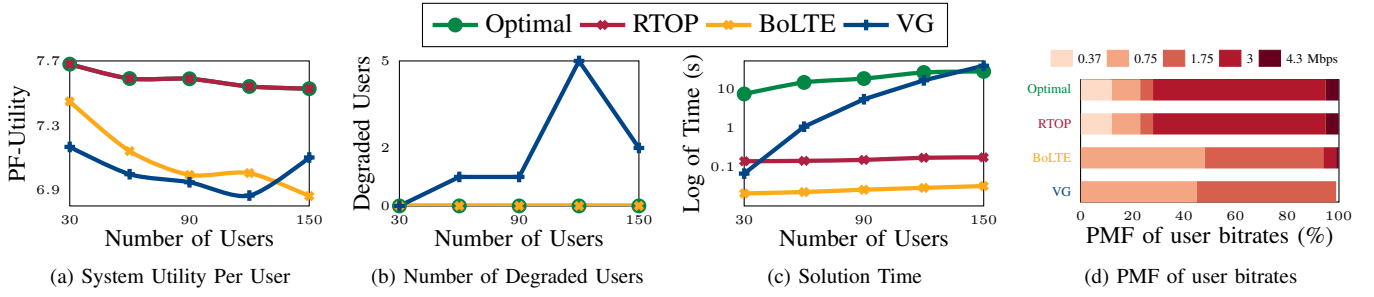 Optimal RTOP BoLTE VG
PF-Utility
7.7
7.3
6.9
30 90 150
Number of Users
(a) System Utility Per User
Degraded Users
5
2
0
30 90 150
Number of Users
(b) Number of Degraded Users
Log of Time (s)
10
1
0.1
30 90 150
Number of Users
(c) Solution Time
0.37 0.75 1.75 3 4.3 Mbps
Optimal
RTOP
BoLTE
VG
0 20 40 60 80 100
PMF of user bitrates (%)
(d) PMF of user bitrates